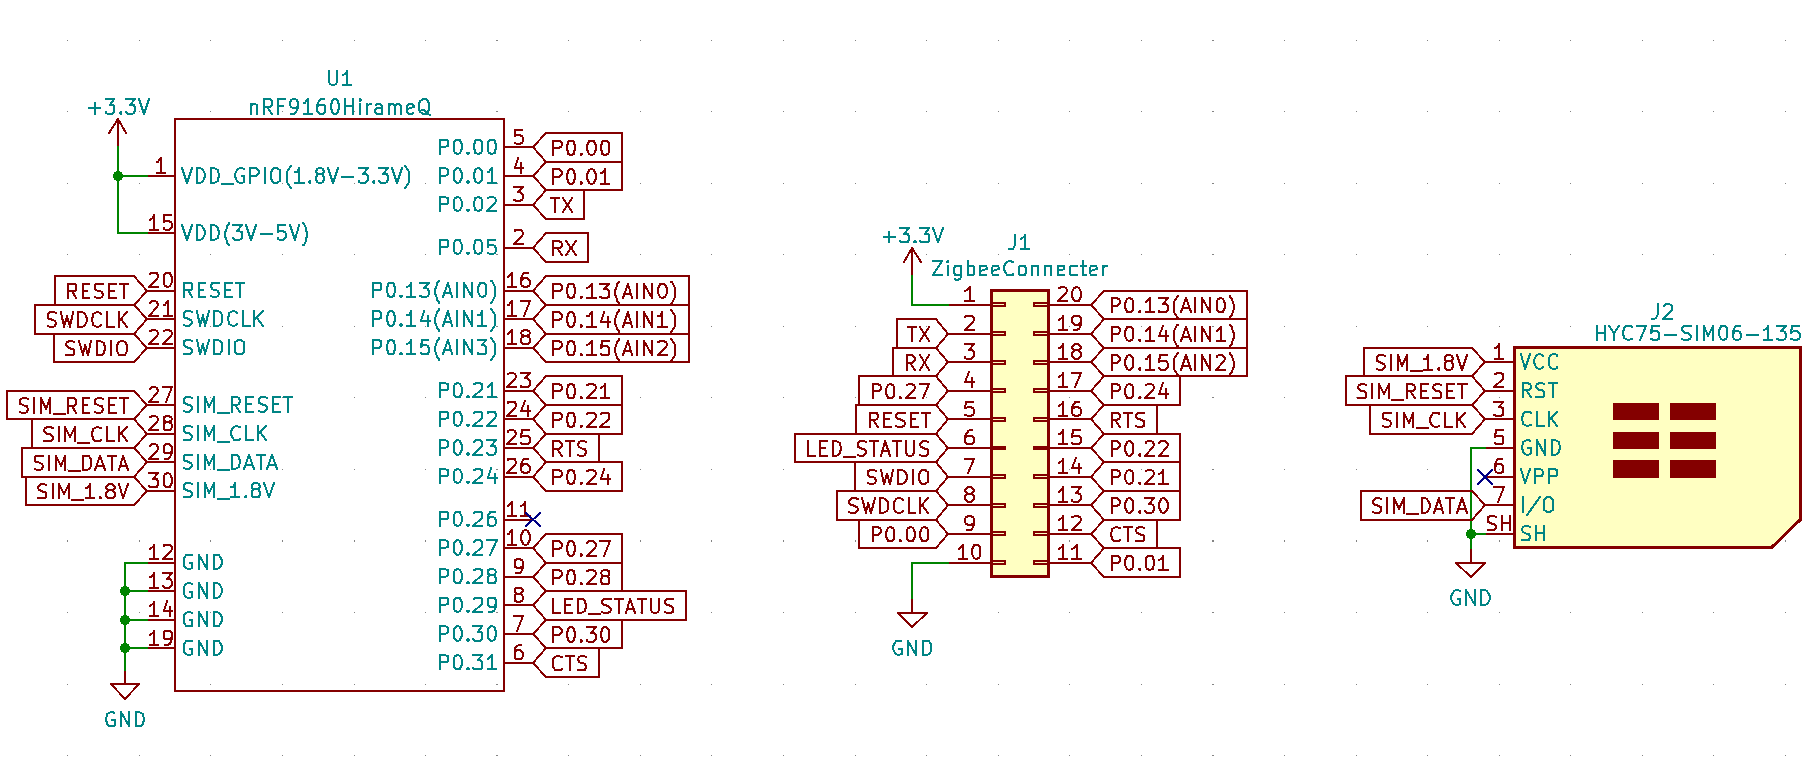 U1
nRF9160HirameQ
+3.3V
1 VDD_GPIO(1.8V-3.3V)
15 VDD(3V-5V)
RESET 20 RESET
SWDCLK 21 SWDCLK
SWDIO 22 SWDIO
SIM_RESET 27 SIM_RESET
SIM_CLK 28 SIM_CLK
SIM_DATA 29 SIM_DATA
SIM_1.8V 30 SIM_1.8V
12 GND
13 GND
14 GND
19 GND
GND
P0.00 5 P0.00
P0.01 4 P0.01
P0.02 3 TX
P0.05 2 RX
P0.13(AIN0) 16 P0.13(AIN0)
P0.14(AIN1) 17 P0.14(AIN1)
P0.15(AIN3) 18 P0.15(AIN2)
P0.21 23 P0.21
P0.22 24 P0.22
P0.23 25 RTS
P0.24 26 P0.24
P0.26 11
P0.27 10 P0.27
P0.28 9 P0.28
P0.29 8 LED_STATUS
P0.30 7 P0.30
P0.31 6 CTS
+3.3V
J1
ZigbeeConnecter
1 20 P0.13(AIN0)
TX 2 19 P0.14(AIN1)
RX 3 18 P0.15(AIN2)
P0.27 4 17 P0.24
RESET 5 16 RTS
LED_STATUS 6 15 P0.22
SWDIO 7 14 P0.21
SWDCLK 8 13 P0.30
P0.00 9 12 CTS
10 11 P0.01
GND
J2
HYC75-SIM06-135
SIM_1.8V 1 VCC
SIM_RESET 2 RST
SIM_CLK 3 CLK
5 GND
6 VPP
SIM_DATA 7 I/O
SH SH
GND